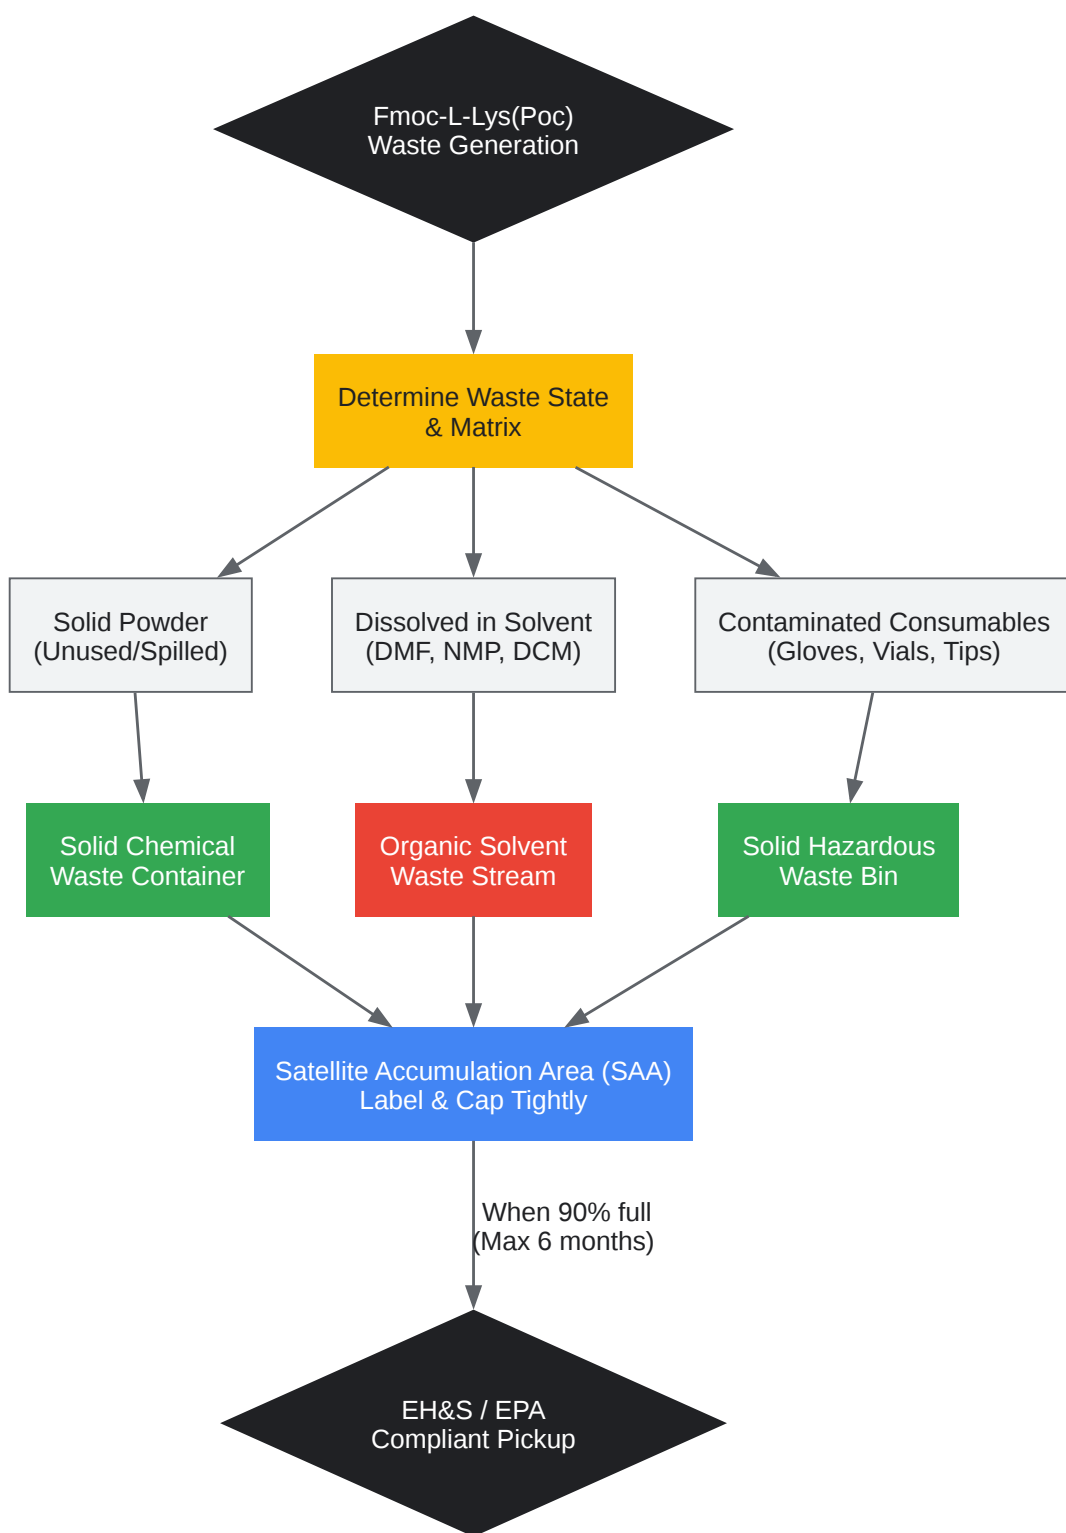 Fmoc-L-Lys(Poc)
Waste Generation
Determine Waste State
& Matrix
Solid Powder
(Unused/Spilled)
Dissolved in Solvent
(DMF, NMP, DCM)
Contaminated Consumables
(Gloves, Vials, Tips)
Solid Chemical
Waste Container
Organic Solvent
Waste Stream
Solid Hazardous
Waste Bin
Satellite Accumulation Area (SAA)
Label & Cap Tightly
When 90% full
(Max 6 months)
EH&S / EPA
Compliant Pickup